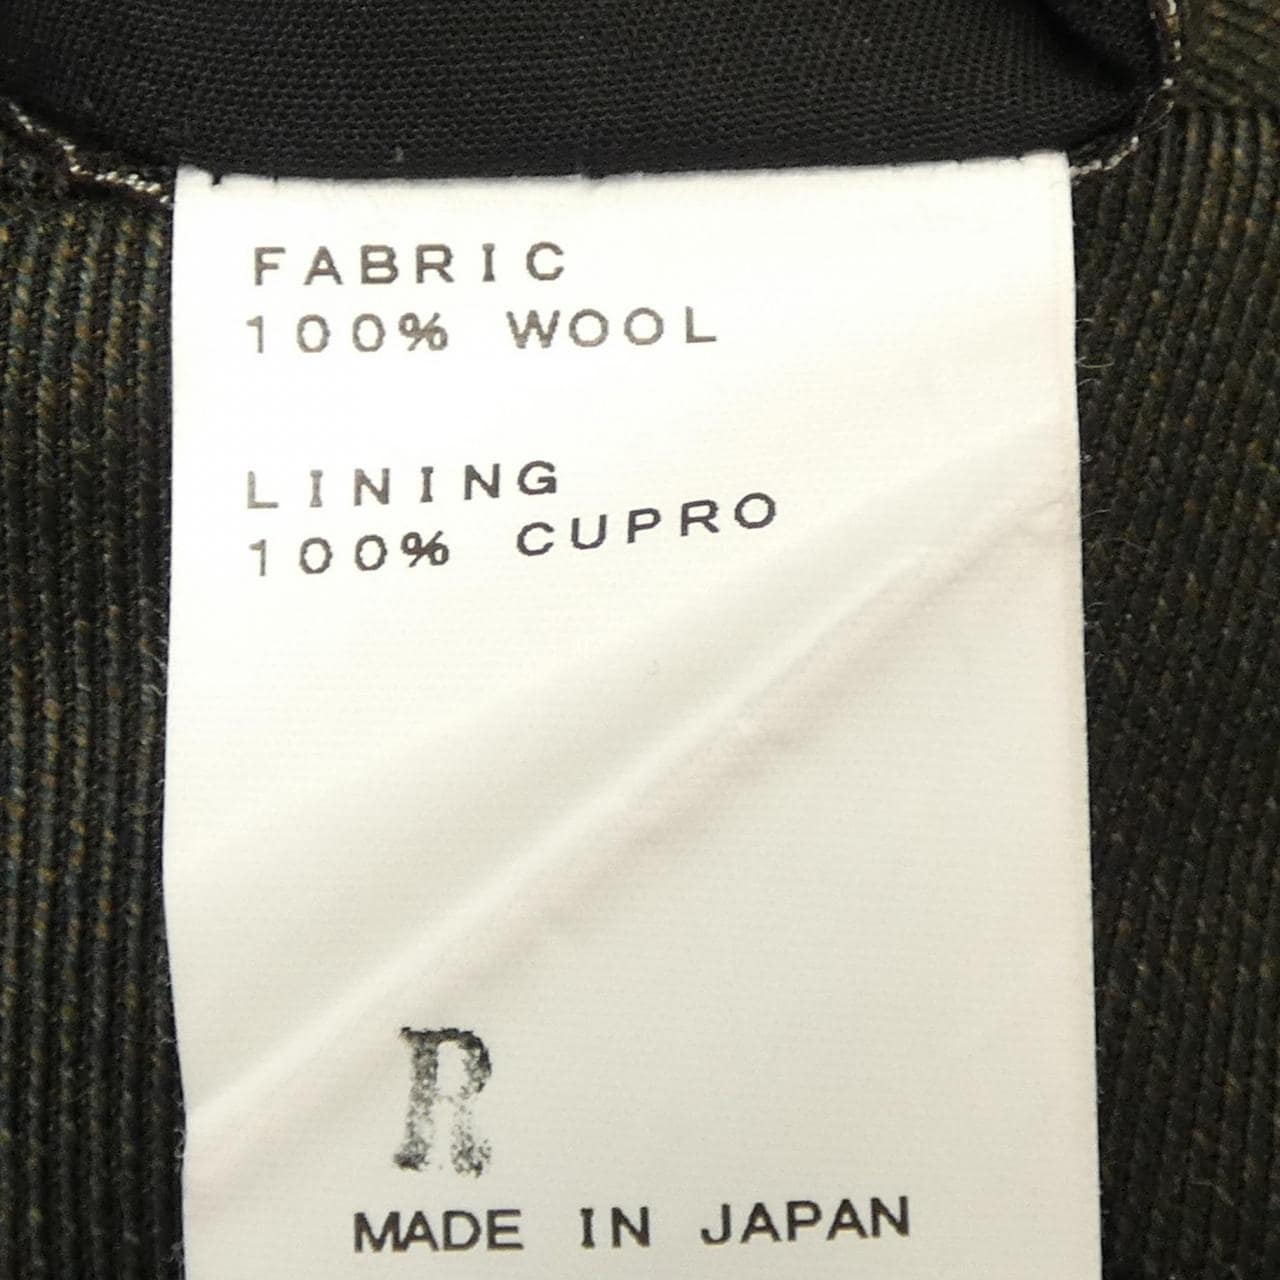 FABRIC
100% WOOL
LINING
100% CUPRO
R
MADE IN JAPAN